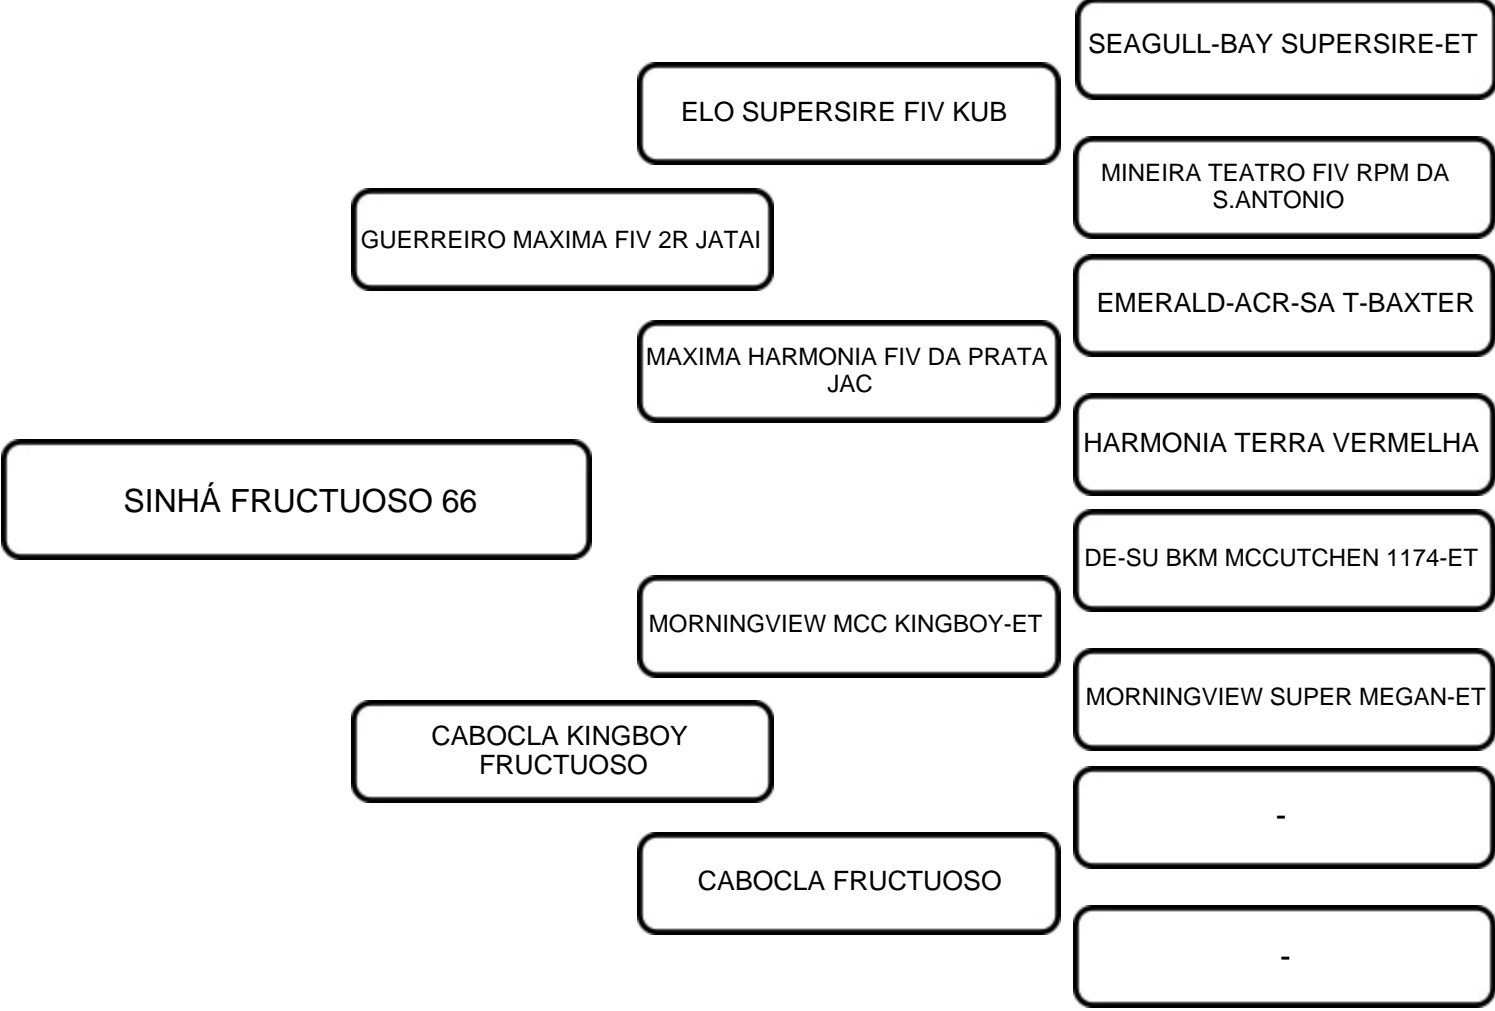 SEAGULL-BAY SUPERSIRE-ET
ELO SUPERSIRE FIV KUB
MINEIRA TEATRO FIV RPM DA
S.ANTONIO
GUERREIRO MAXIMA FIV 2R JATAI
EMERALD-ACR-SA T-BAXTER
MAXIMA HARMONIA FIV DA PRATA
JAC
HARMONIA TERRA VERMELHA
SINHÁ FRUCTUOSO 66
DE-SU BKM MCCUTCHEN 1174-ET
MORNINGVIEW MCC KINGBOY-ET
MORNINGVIEW SUPER MEGAN-ET
CABOCLA KINGBOY
FRUCTUOSO
-
CABOCLA FRUCTUOSO
-